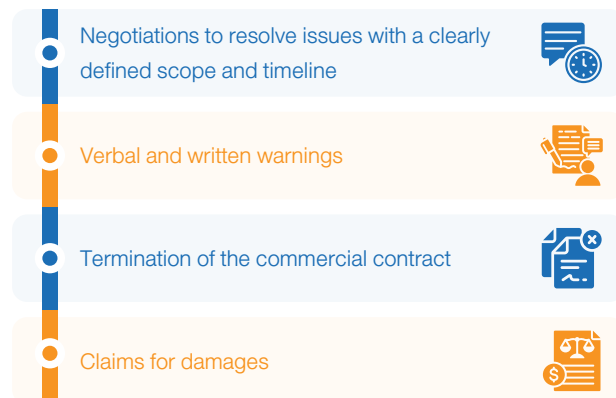 Negotiations to resolve issues with a clearly
defined scope and timeline
Verbal and written warnings
Termination of the commercial contract
Claims for damages
$